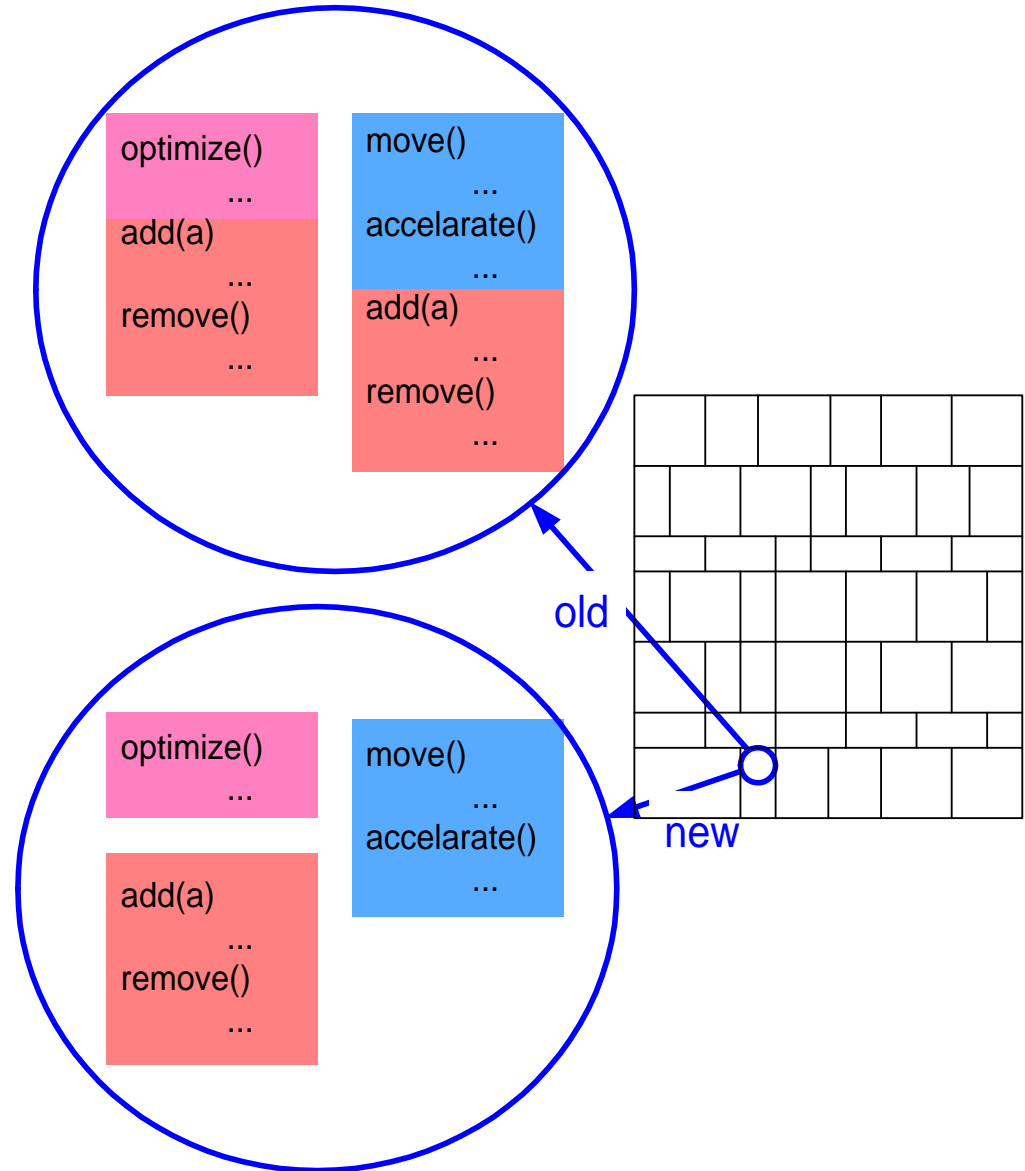 optimize()
...
add(a)
...
remove()
...
move()
...
accelarate()
...
add(a)
...
remove()
...
old
new
optimize()
...
add(a)
...
remove()
...
move()
...
accelarate()
...